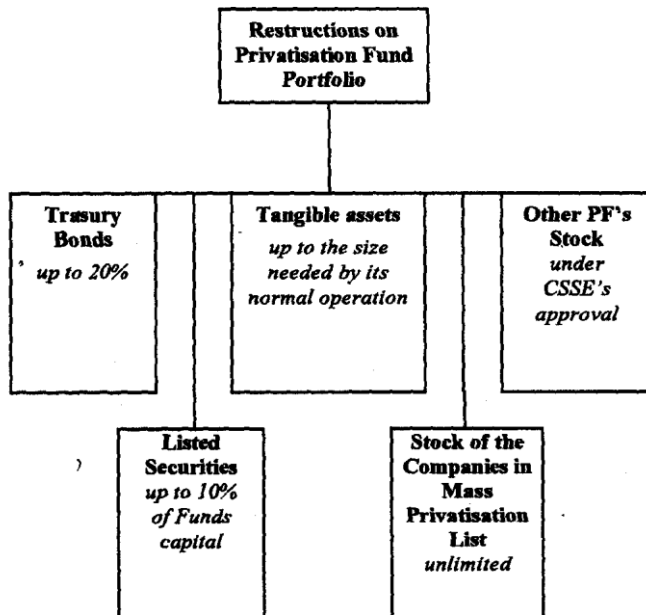 Restructions on
Privatisation Fund
Portfolio
Trasury
Bonds
up to 20%
Tangible assets
up to the size
needed by its
normal operation
Other PF's
Stock
under
CSSE's
approval
Listed
Securities
up to 10%
of Funds
capital
Stock of the
Companies in
Mass
Privatisation
List
unlimited